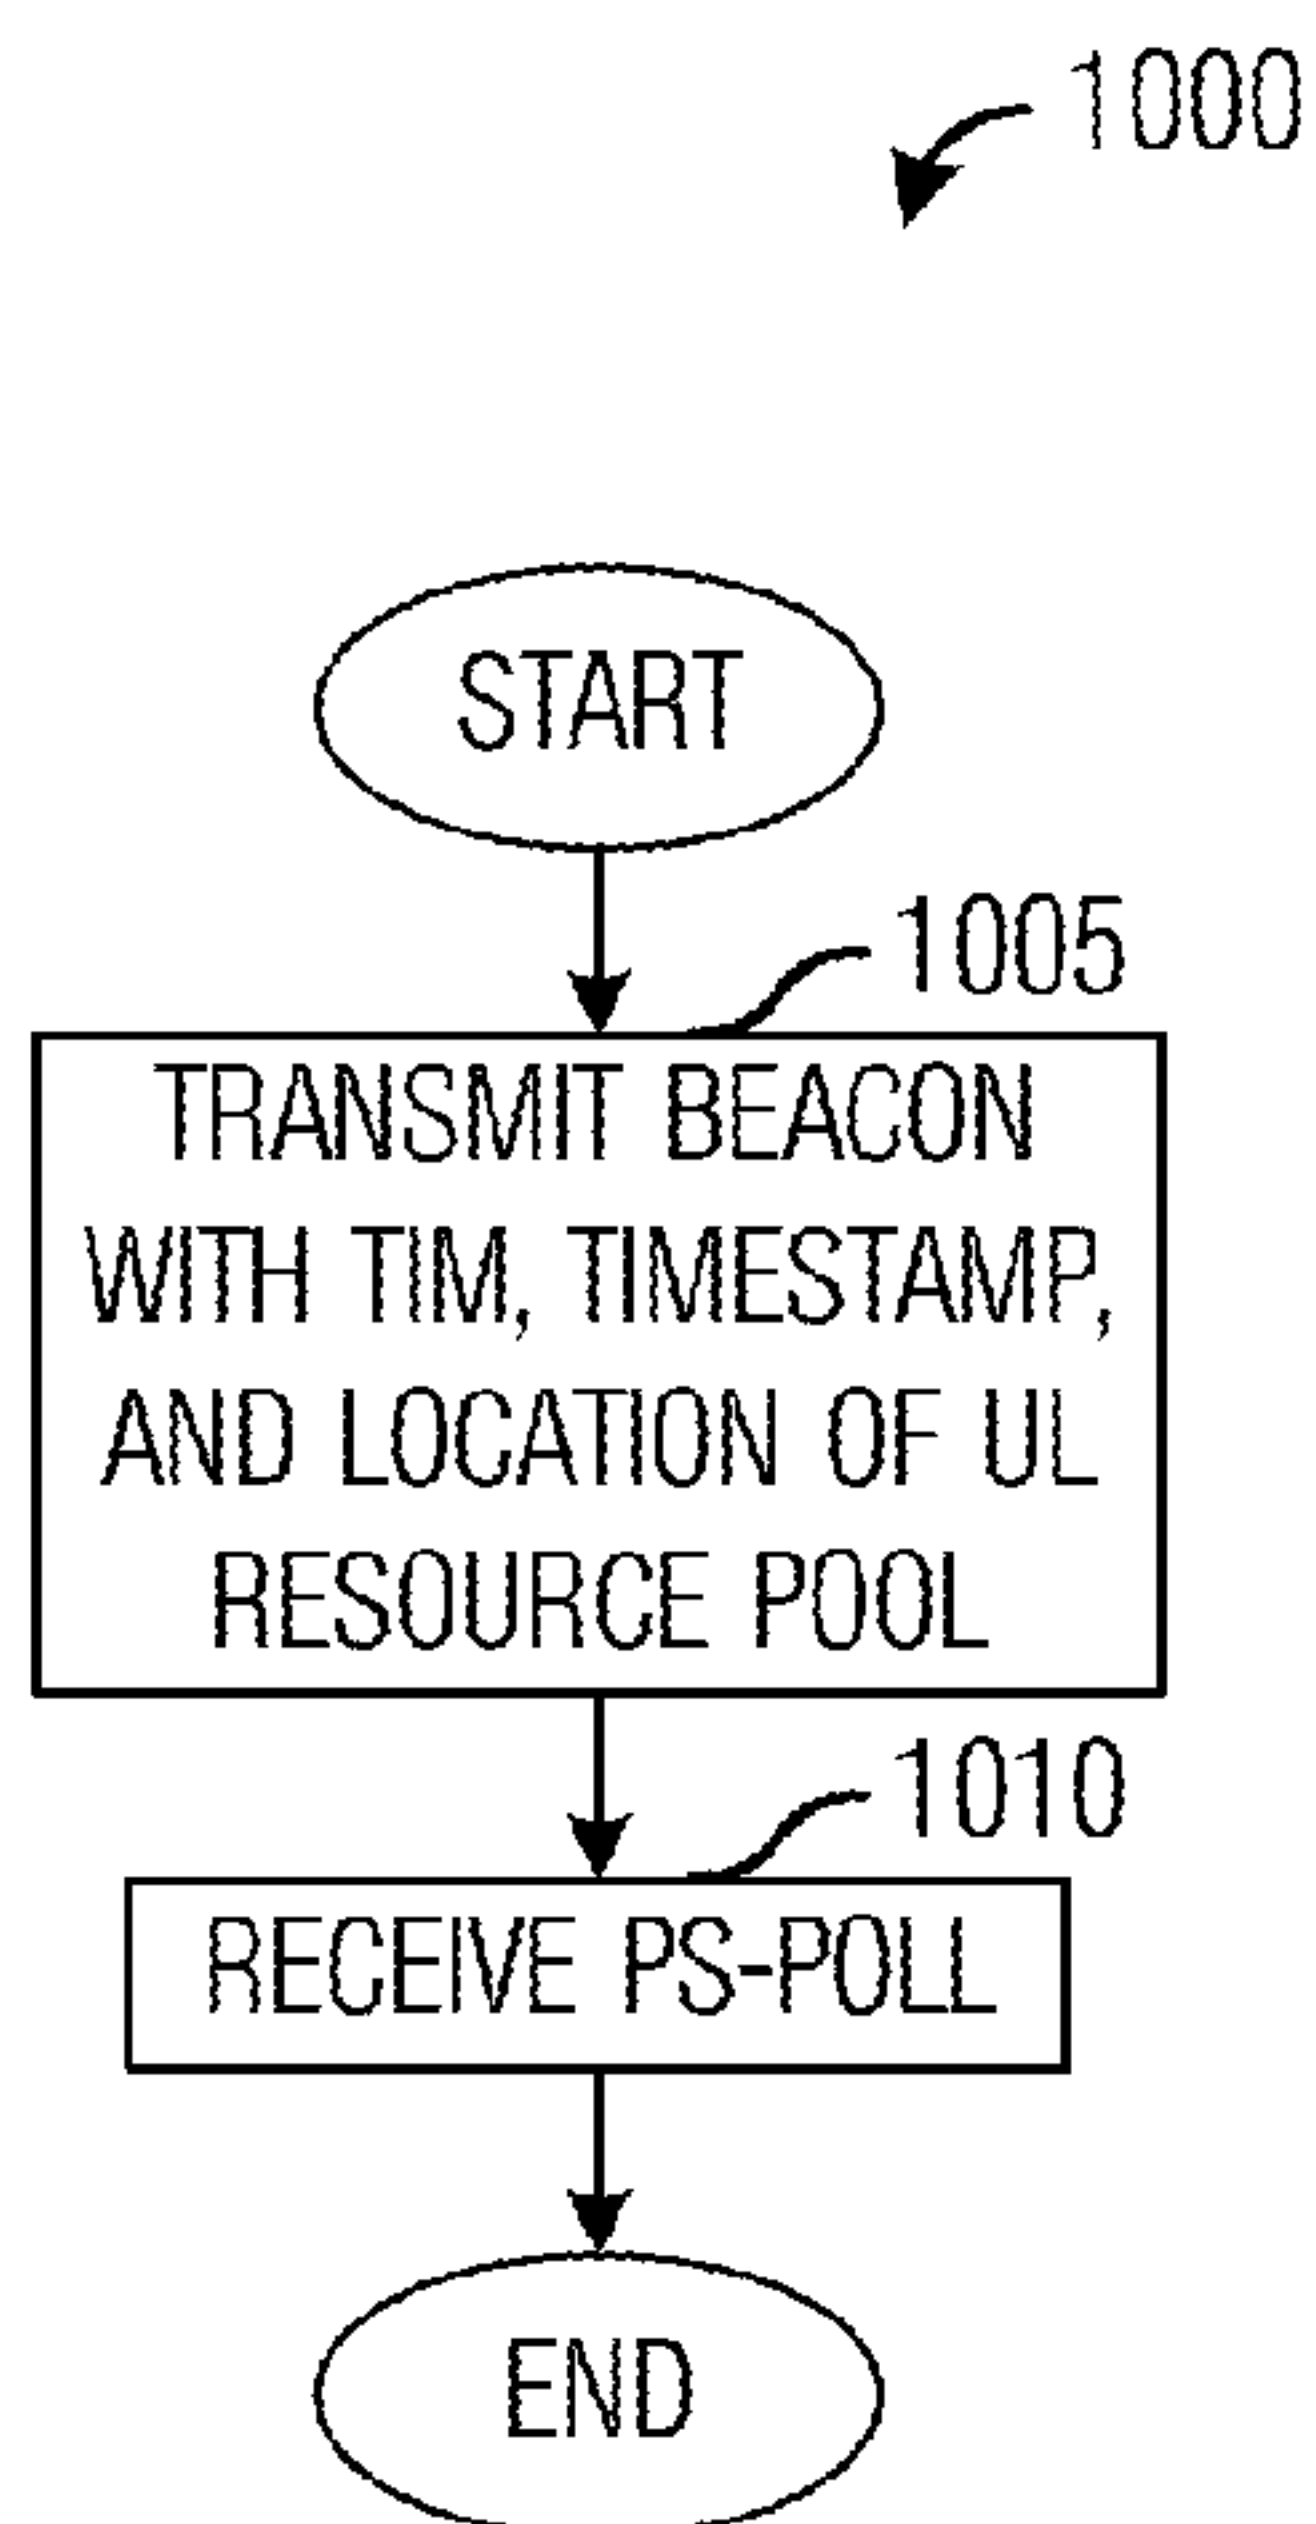 1000
START
1005
TRANSMIT BEACON
WITH TIM, TIMESTAMP,
AND LOCATION OF UL
RESOURCE POOL
1010
RECEIVE PS-POLL
END